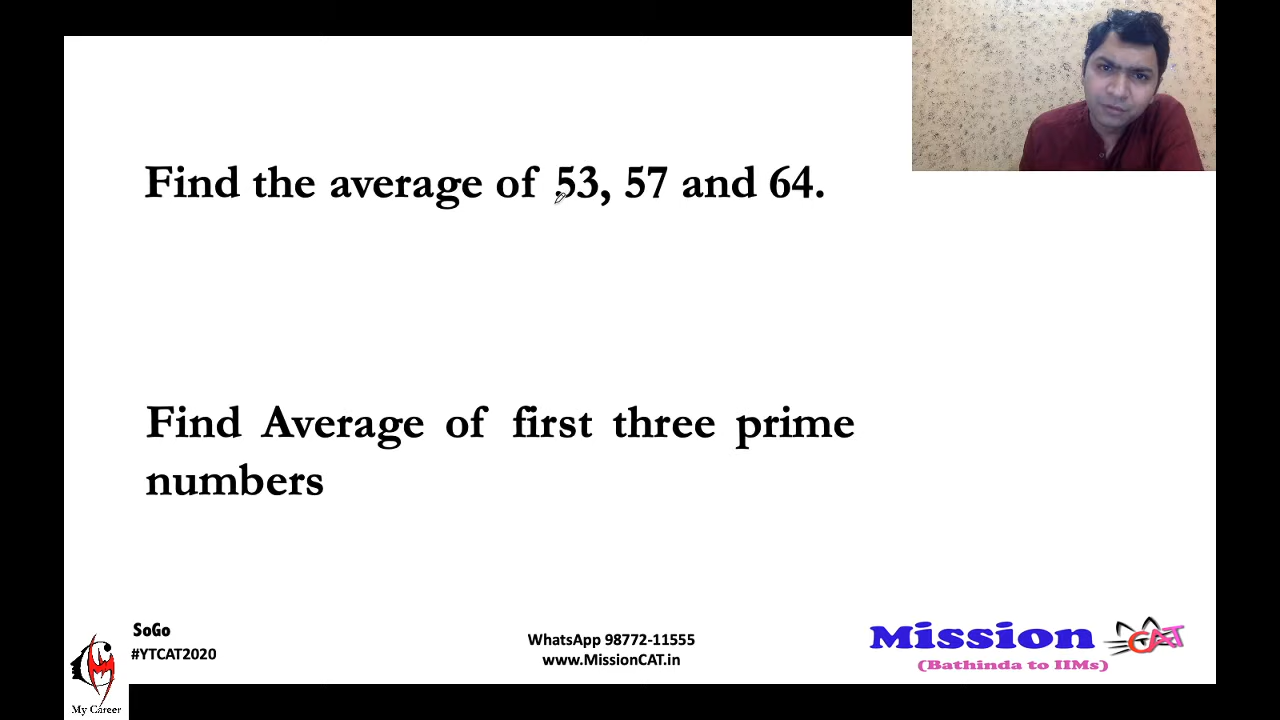 Find the average of 53, 57 and 64.
Find Average of first three prime
numbers
SoGo
#YTCAT2020
WhatsApp 98772-11555
www.MissionCAT.in
Mission CAT
(Bathinda to IIMs)
My Career